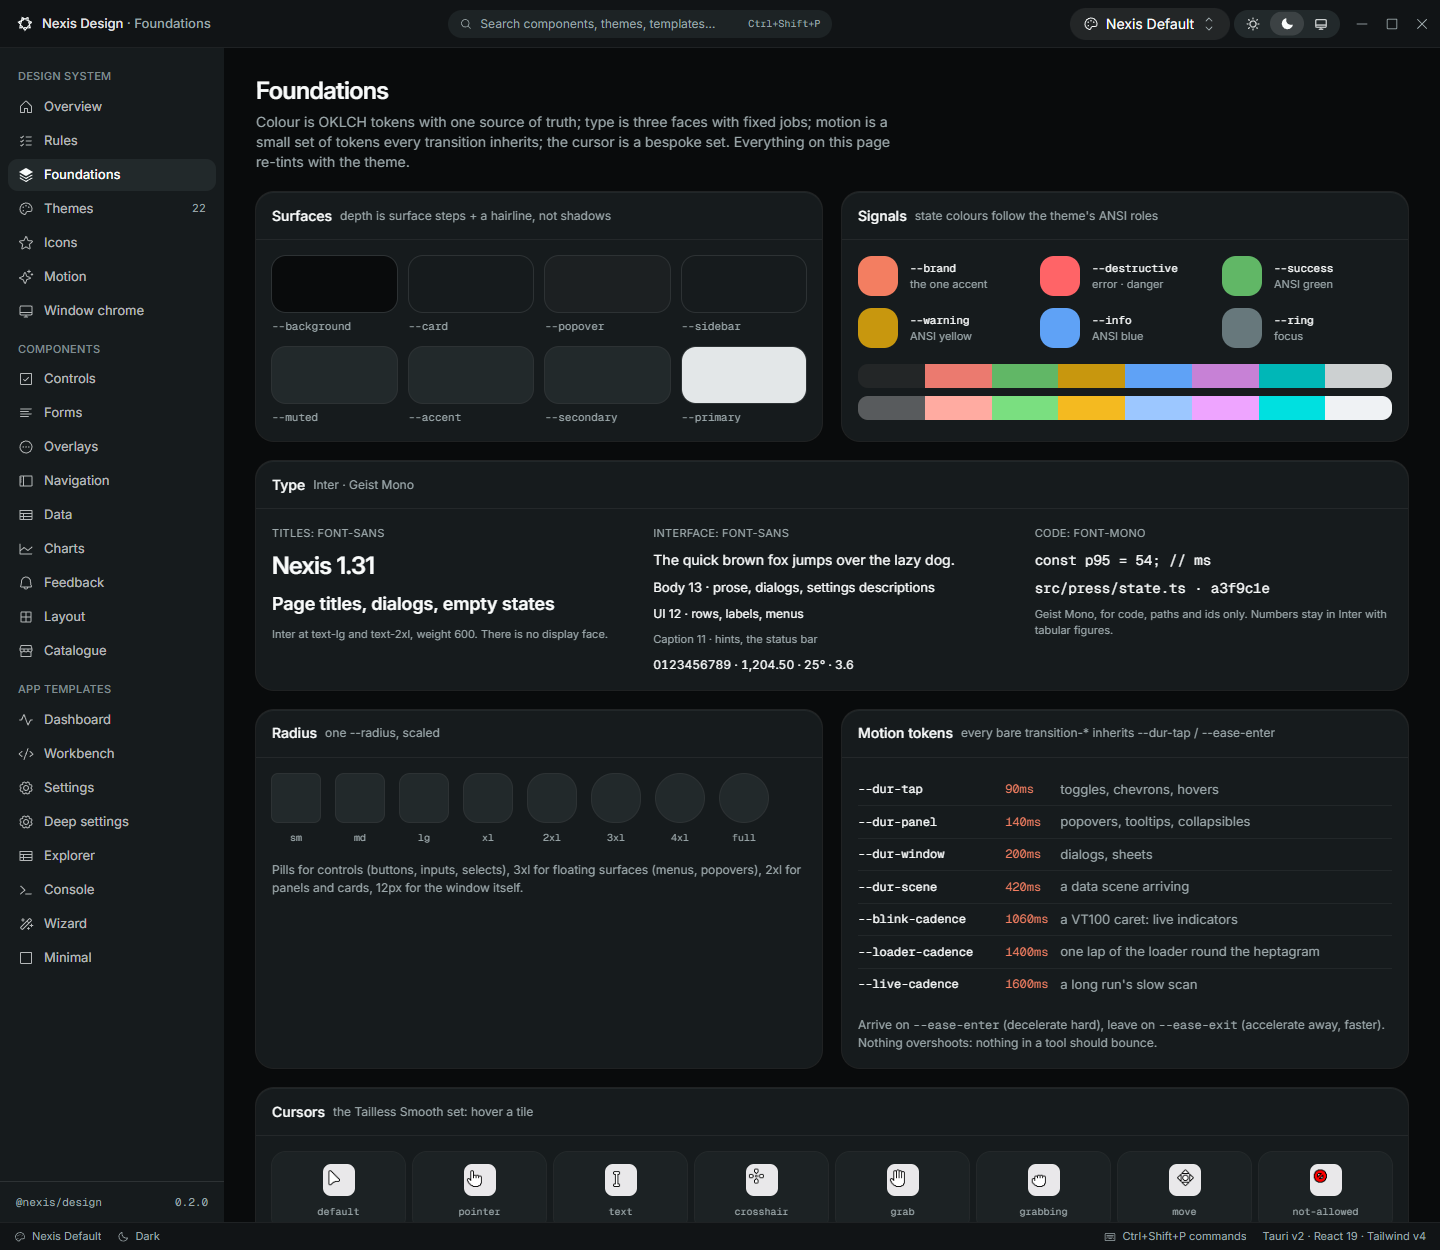 Nexis Design · Foundations
Search components, themes, templates... Ctrl+Shift+P
Nexis Default
DESIGN SYSTEM
Overview
Rules
Foundations
Themes 22
Icons
Motion
Window chrome
COMPONENTS
Controls
Forms
Overlays
Navigation
Data
Charts
Feedback
Layout
Catalogue
APP TEMPLATES
Dashboard
Workbench
Settings
Deep settings
Explorer
Console
Wizard
Minimal
@nexis/design 0.2.0
Foundations
Colour is OKLCH tokens with one source of truth; type is three faces with fixed jobs; motion is a
small set of tokens every transition inherits; the cursor is a bespoke set. Everything on this page
re-tints with the theme.
Surfaces depth is surface steps + a hairline, not shadows
--background --card --popover --sidebar
--muted --accent --secondary --primary
Signals state colours follow the theme's ANSI roles
--brand
the one accent
--destructive
error · danger
--success
ANSI green
--warning
ANSI yellow
--info
ANSI blue
--ring
focus
Type Inter · Geist Mono
TITLES: FONT-SANS
Nexis 1.31
Page titles, dialogs, empty states
Inter at text-lg and text-2xl, weight 600. There is no display face.
INTERFACE: FONT-SANS
The quick brown fox jumps over the lazy dog.
Body 13 · prose, dialogs, settings descriptions
UI 12 · rows, labels, menus
Caption 11 · hints, the status bar
0123456789 · 1,204.50 · 25° · 3.6
CODE: FONT-MONO
const p95 = 54; // ms
src/press/state.ts · a3f9c1e
Geist Mono, for code, paths and ids only. Numbers stay in Inter with
tabular figures.
Radius one --radius, scaled
sm md lg xl 2xl 3xl 4xl full
Pills for controls (buttons, inputs, selects), 3xl for floating surfaces (menus, popovers), 2xl for
panels and cards, 12px for the window itself.
Motion tokens every bare transition-* inherits --dur-tap / --ease-enter
--dur-tap 90ms toggles, chevrons, hovers
--dur-panel 140ms popovers, tooltips, collapsibles
--dur-window 200ms dialogs, sheets
--dur-scene 420ms a data scene arriving
--blink-cadence 1060ms a VT100 caret: live indicators
--loader-cadence 1400ms one lap of the loader round the heptagram
--live-cadence 1600ms a long run's slow scan
Arrive on --ease-enter (decelerate hard), leave on --ease-exit (accelerate away, faster).
Nothing overshoots: nothing in a tool should bounce.
Cursors the Tailless Smooth set: hover a tile
default pointer text crosshair grab grabbing move not-allowed
Nexis Default Dark
Ctrl+Shift+P commands Tauri v2 · React 19 · Tailwind v4